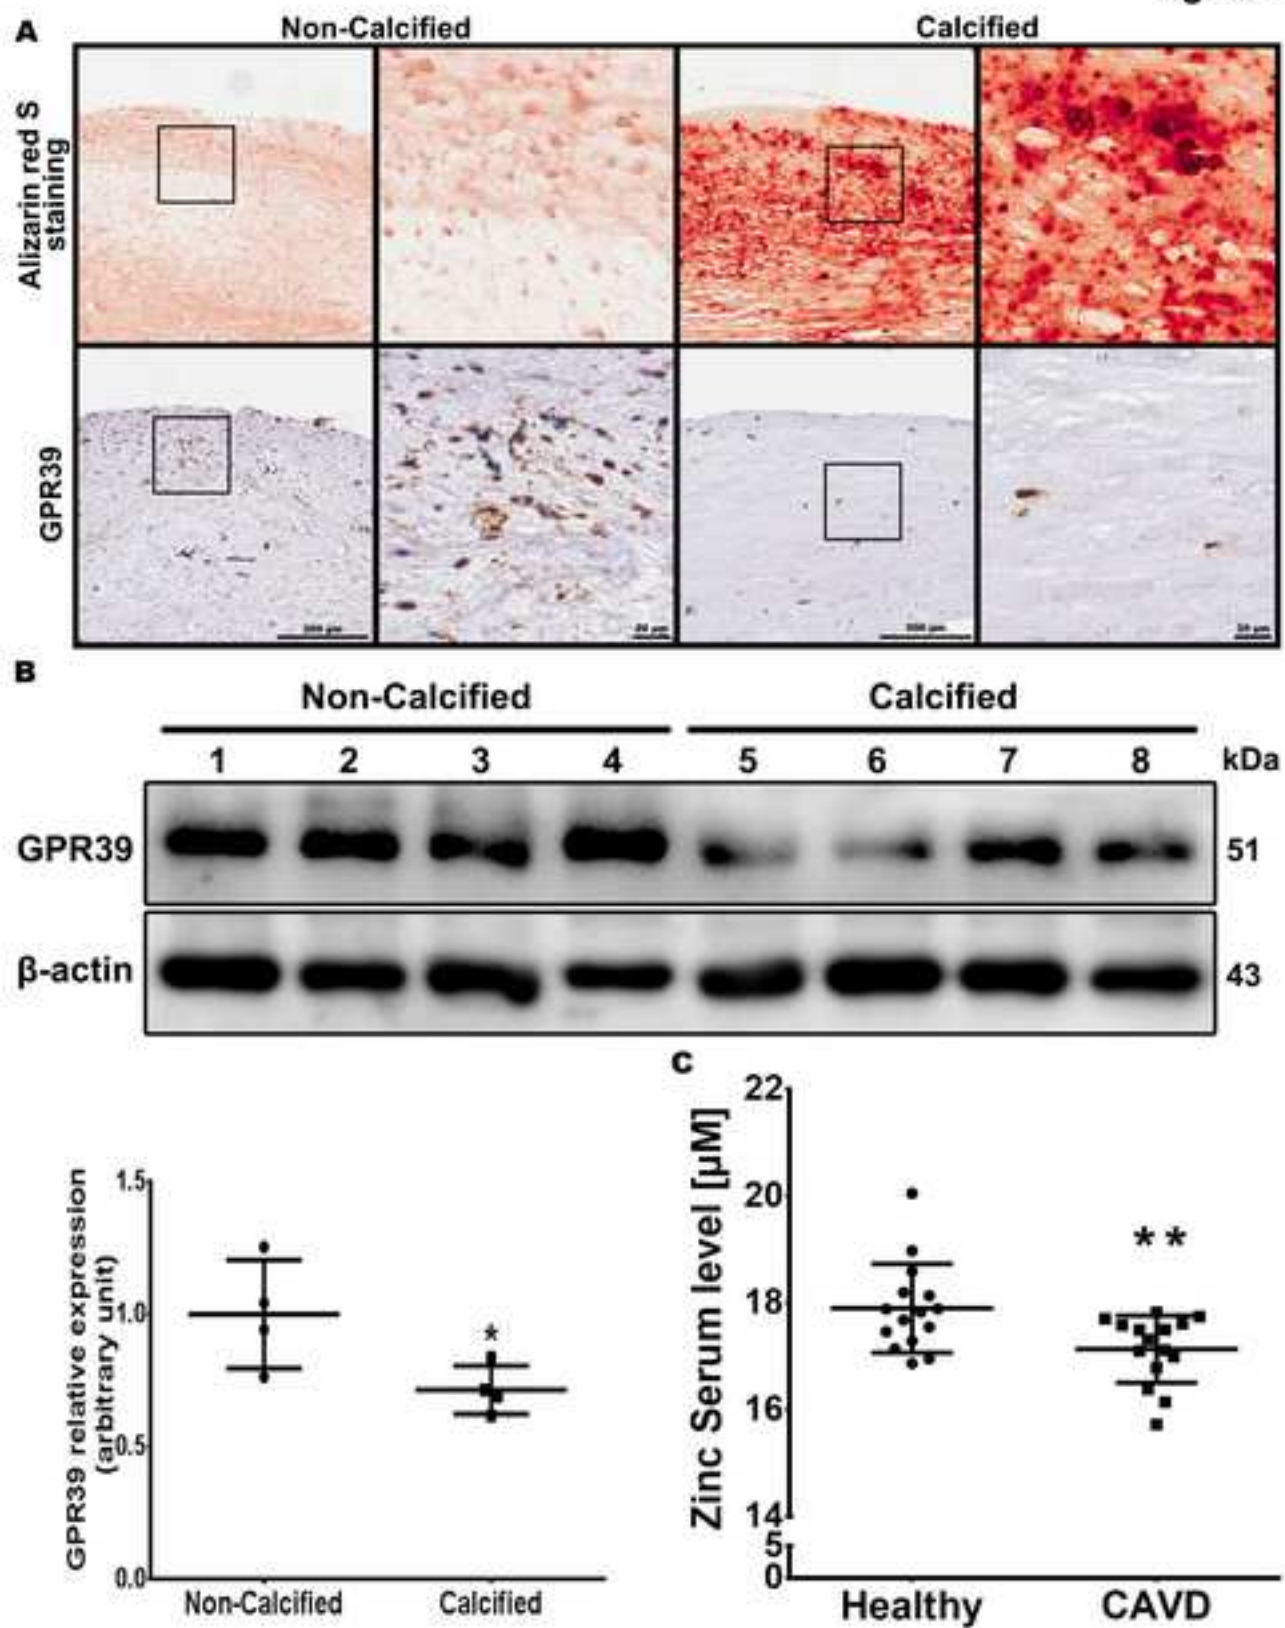 A
Non-Calcified
Calcified
Alizarin red S
staining
GPR39
B
Non-Calcified
Calcified
1 2 3 4 5 6 7 8 kDa
GPR39 51
β-actin 43
GPR39 relative expression
(arbitrary unit)
1.5
1.0
0.5
0.0
*
Non-Calcified
Calcified
C
Zinc Serum level [µM]
22
20
18
16
14
5
0
**
Healthy
CAVD